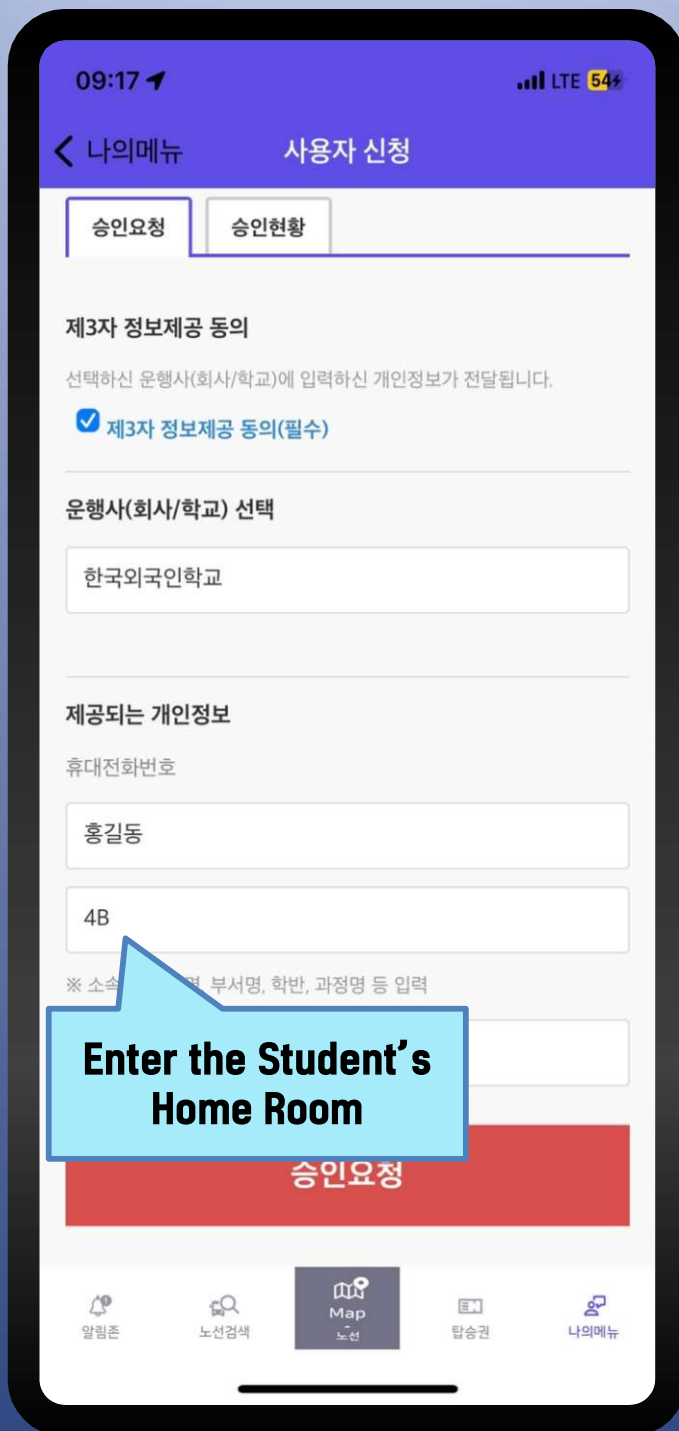 09:17
LTE 54
나의메뉴
사용자 신청
승인요청
승인현황
제3자 정보제공 동의
선택하신 운행사(회사/학교)에 입력하신 개인정보가 전달됩니다.
제3자 정보제공 동의(필수)
운행사(회사/학교) 선택
한국외국인학교
제공되는 개인정보
휴대전화번호
홍길동
4B
※ 소속 부서명, 학반, 과정명 등 입력
Enter the Student's
Home Room
승인요청
알림존
노선검색
Map
-
노선
탑승권
나의메뉴